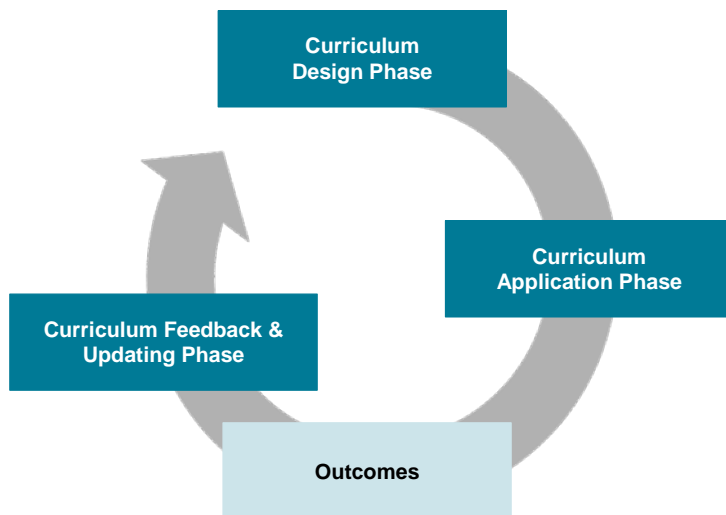 Curriculum
Design Phase
Curriculum
Application Phase
Curriculum Feedback &
Updating Phase
Outcomes